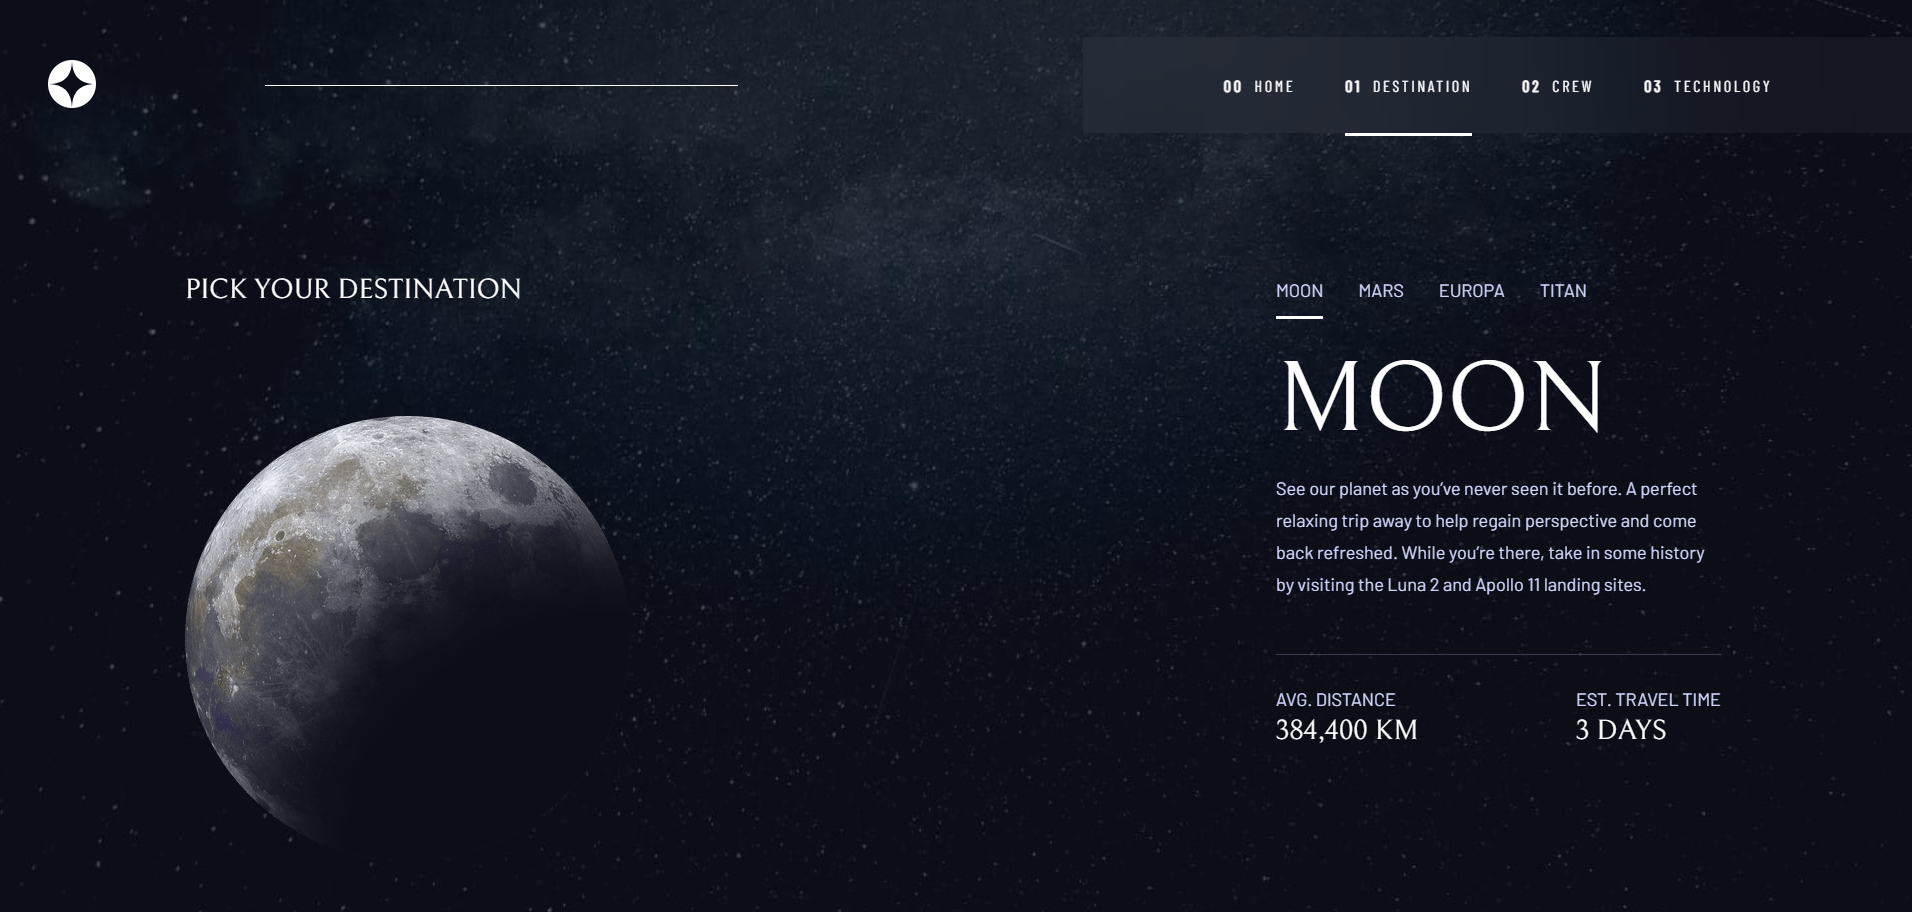 00 HOME 01 DESTINATION 02 CREW 03 TECHNOLOGY
PICK YOUR DESTINATION
MOON MARS EUROPA TITAN
MOON
See our planet as you’ve never seen it before. A perfect
relaxing trip away to help regain perspective and come
back refreshed. While you’re there, take in some history
by visiting the Luna 2 and Apollo 11 landing sites.
AVG. DISTANCE
384,400 KM
EST. TRAVEL TIME
3 DAYS